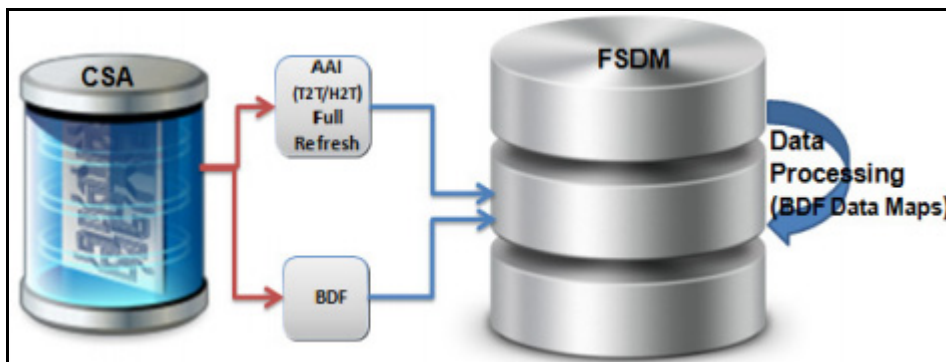 CSA
AAI
(T2T/H2T)
Full
Refresh
BDF
FSDM
Data
Processing
(BDF Data Maps)